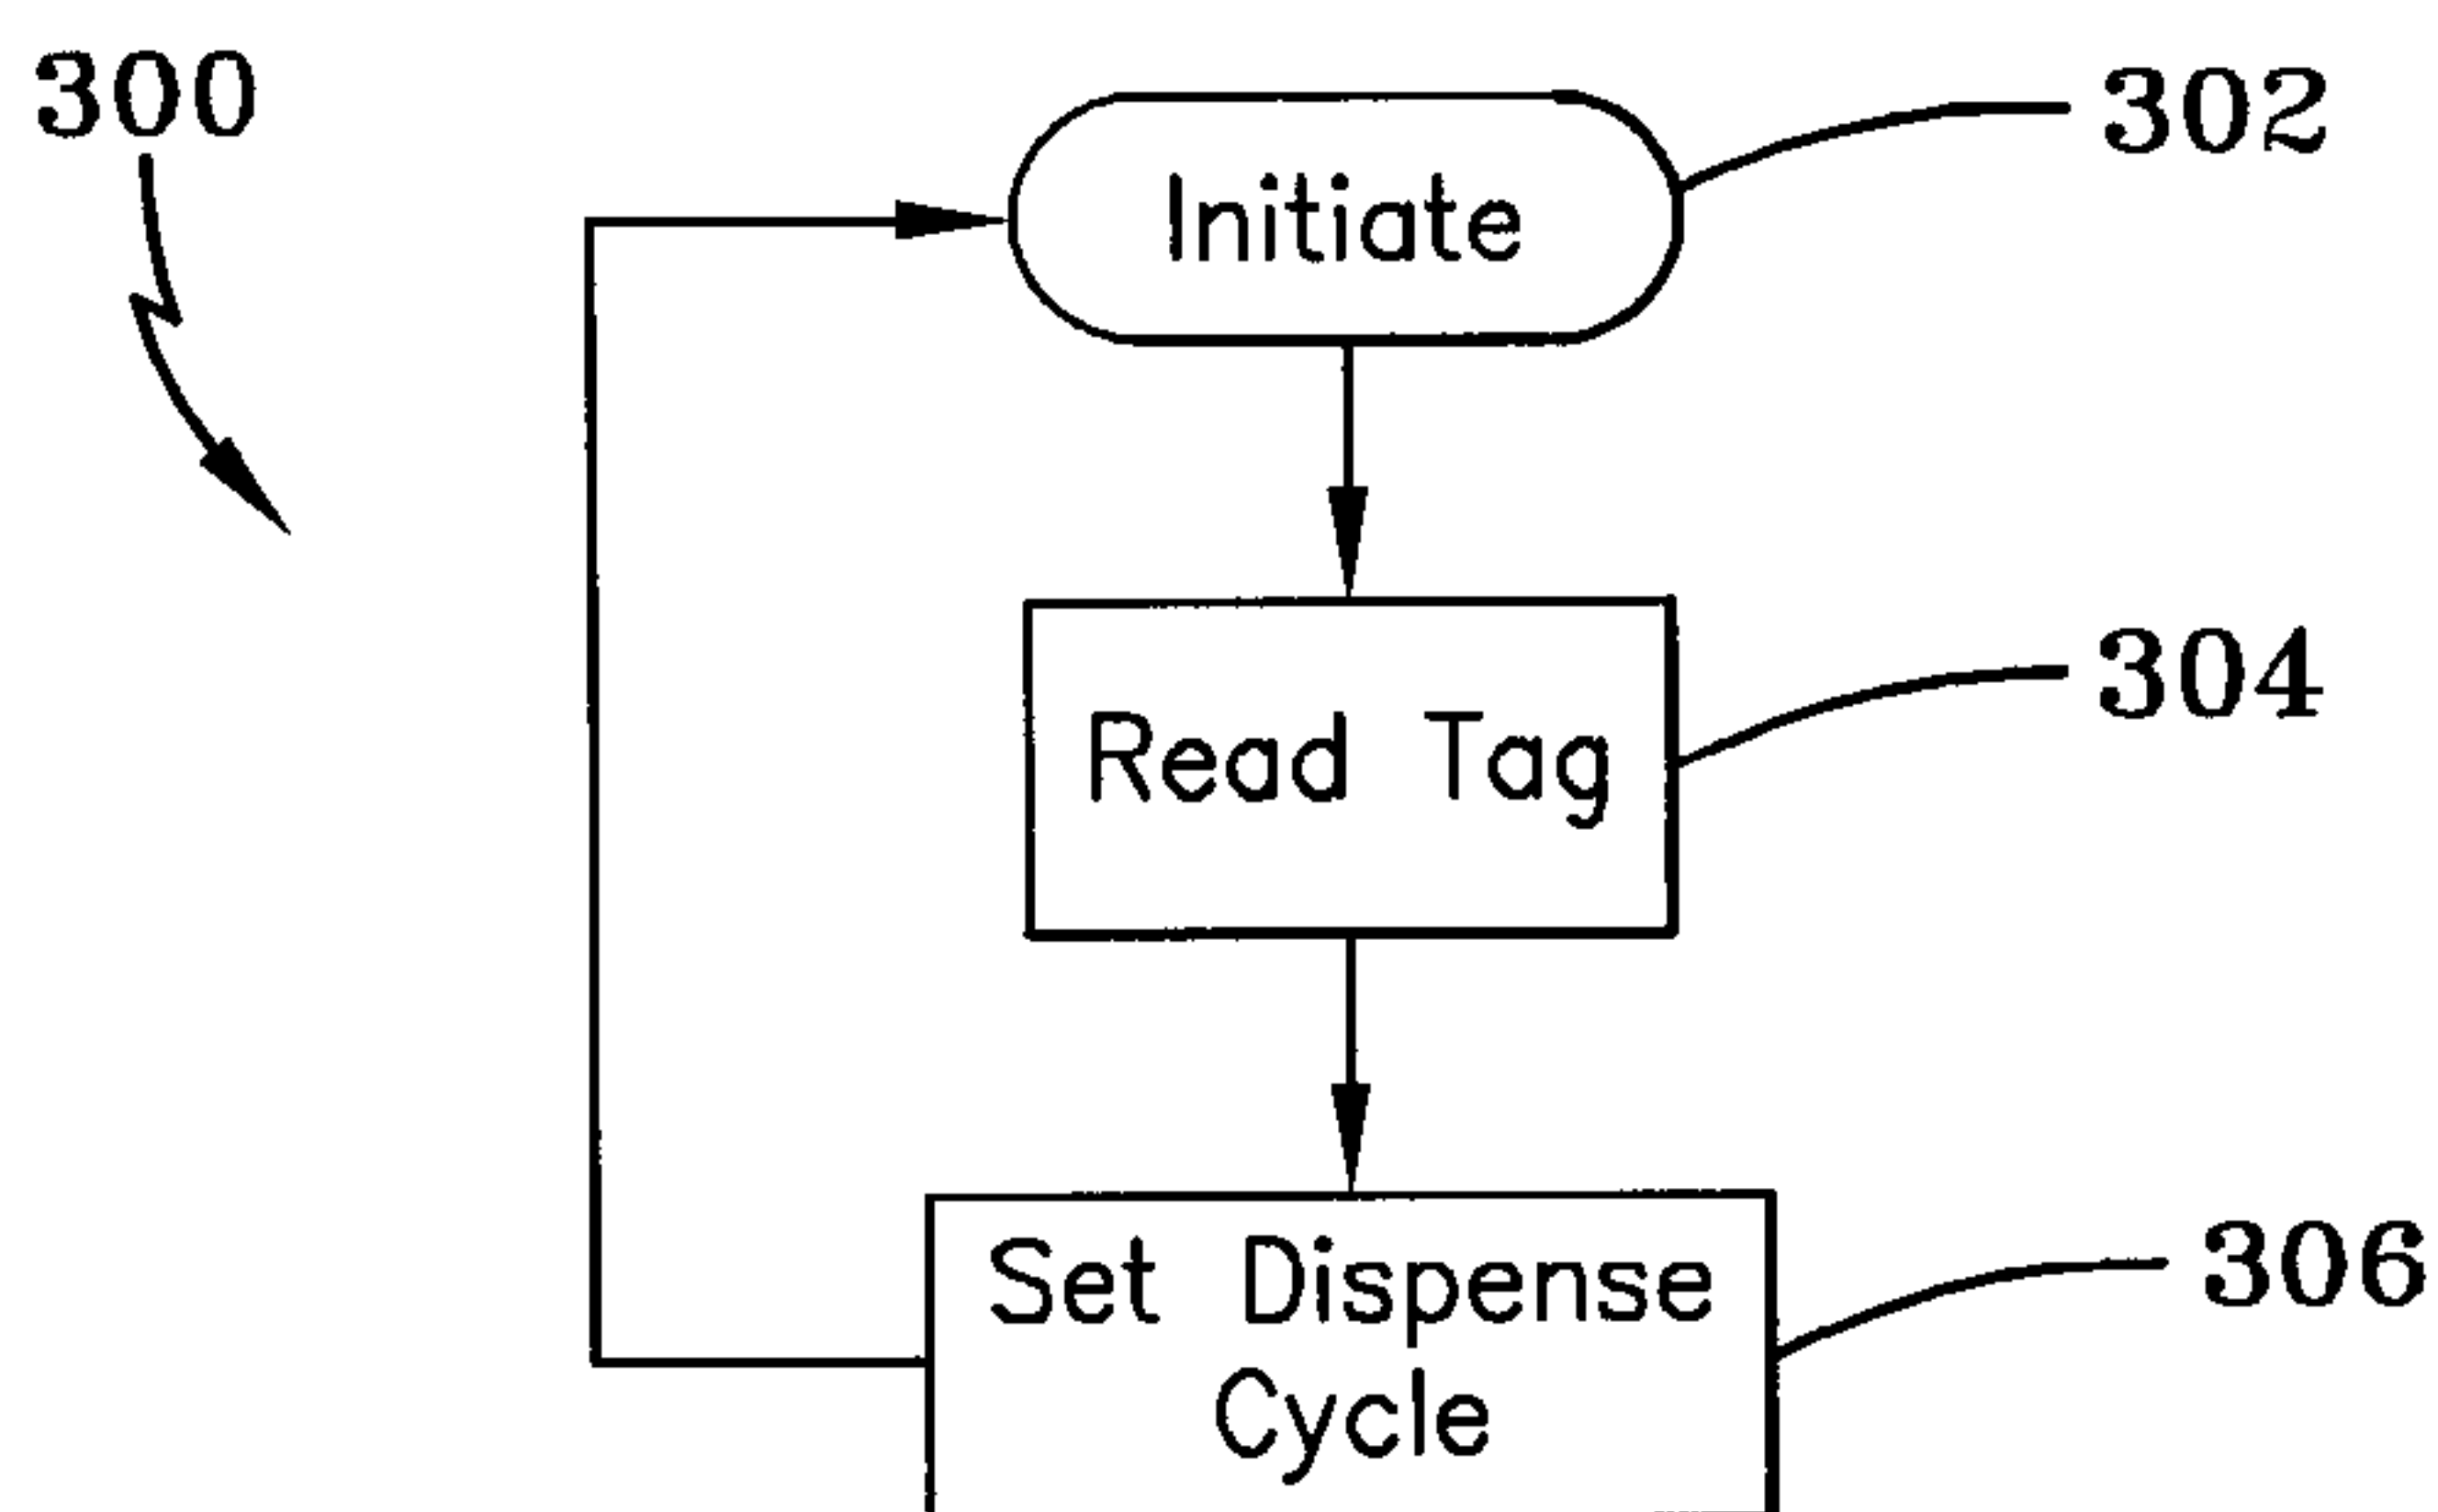 300
302
Initiate
304
Read Tag
306
Set Dispense
Cycle